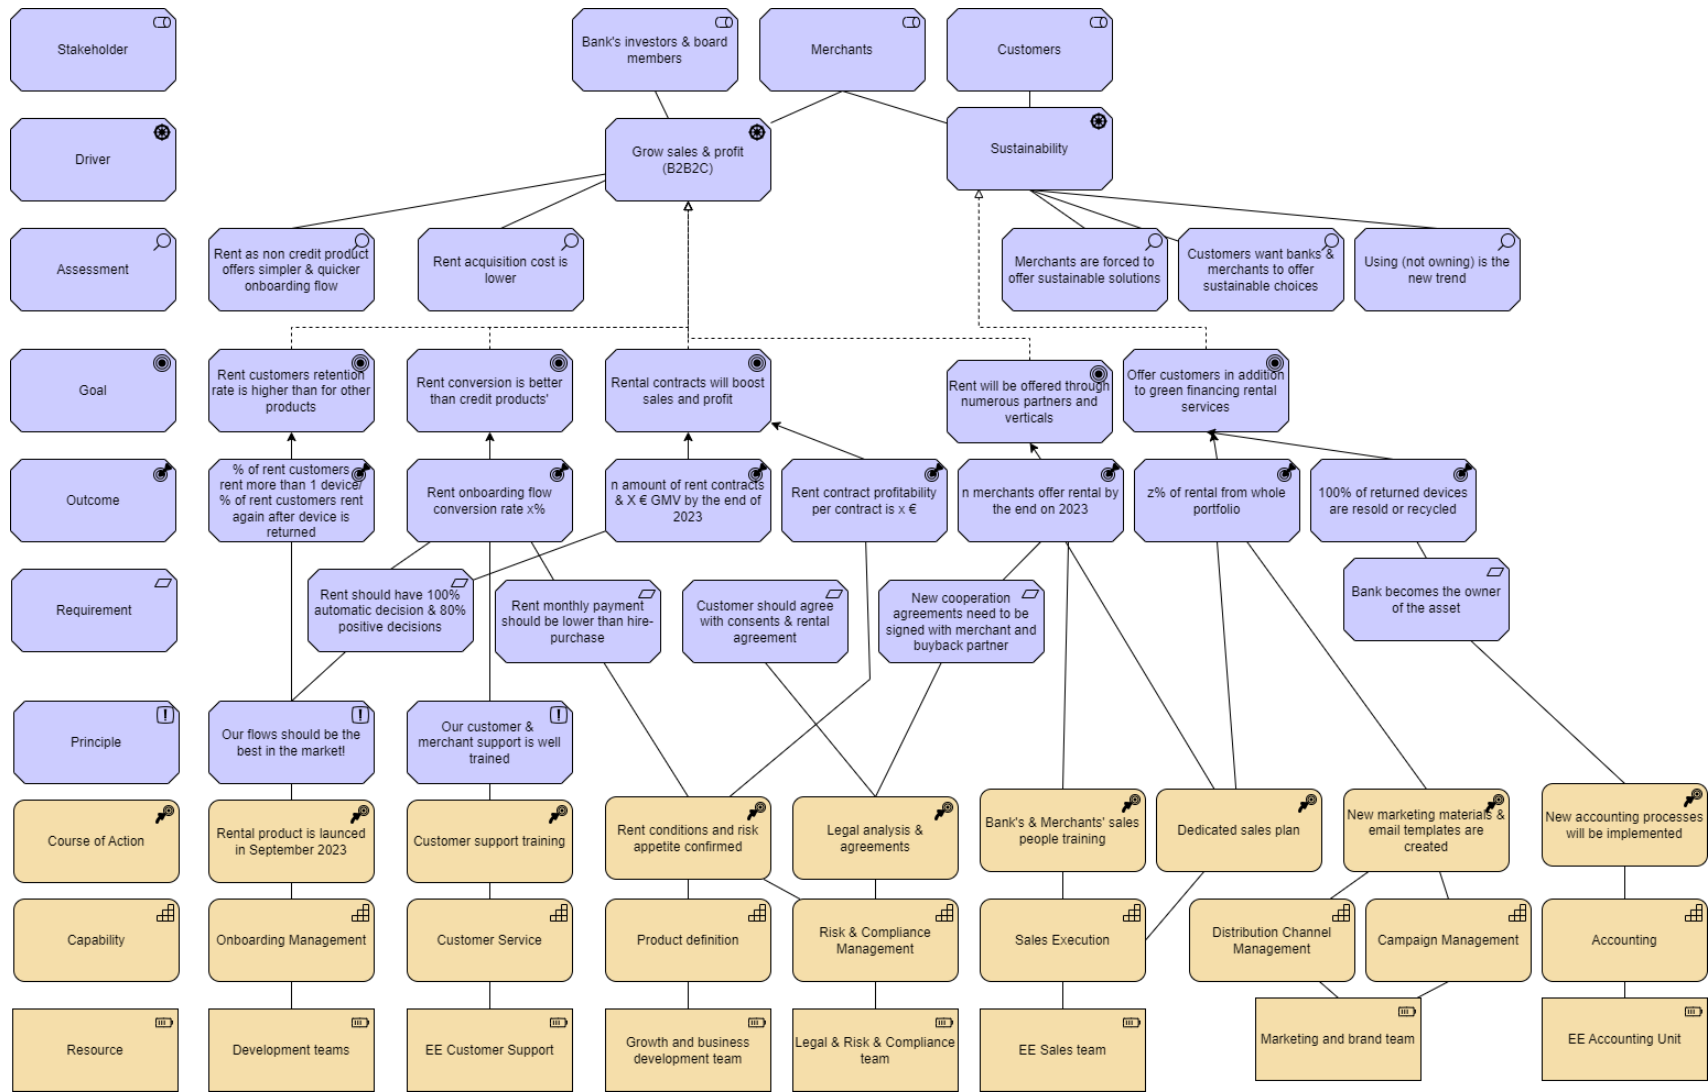 Stakeholder
Bank's investors & board
members
Merchants
Customers
Driver
Grow sales & profit
(B2B2C)
Sustainability
Assessment
Rent as non credit product
offers simpler & quicker
onboarding flow
Rent acquisition cost is
lower
Merchants are forced to
offer sustainable solutions
Customers want banks &
merchants to offer
sustainable choices
Using (not owning) is the
new trend
Goal
Rent customers retention
rate is higher than for other
products
Rent conversion is better
than credit products'
Rental contracts will boost
sales and profit
Rent will be offered through
numerous partners and
verticals
Offer customers in addition
to green financing rental
services
Outcome
% of rent customers
rent more than 1 device/
% of rent customers rent
again after device is
returned
Rent onboarding flow
conversion rate x%
n amount of rent contracts
& X € GMV by the end of
2023
Rent contract profitability
per contract is x €
n merchants offer rental by
the end on 2023
z% of rental from whole
portfolio
100% of returned devices
are resold or recycled
Requirement
Rent should have 100%
automatic decision & 80%
positive decisions
Rent monthly payment
should be lower than hire-
purchase
Customer should agree
with consents & rental
agreement
New cooperation
agreements need to be
signed with merchant and
buyback partner
Bank becomes the owner
of the asset
Principle
Our flows should be the
best in the market!
Our customer &
merchant support is well
trained
Course of Action
Rental product is launced
in September 2023
Customer support training
Rent conditions and risk
appetite confirmed
Legal analysis &
agreements
Bank's & Merchants' sales
people training
Dedicated sales plan
New marketing materials &
email templates are
created
New accounting processes
will be implemented
Capability
Onboarding Management
Customer Service
Product definition
Risk & Compliance
Management
Sales Execution
Distribution Channel
Management
Campaign Management
Accounting
Resource
Development teams
EE Customer Support
Growth and business
development team
Legal & Risk & Compliance
team
EE Sales team
Marketing and brand team
EE Accounting Unit